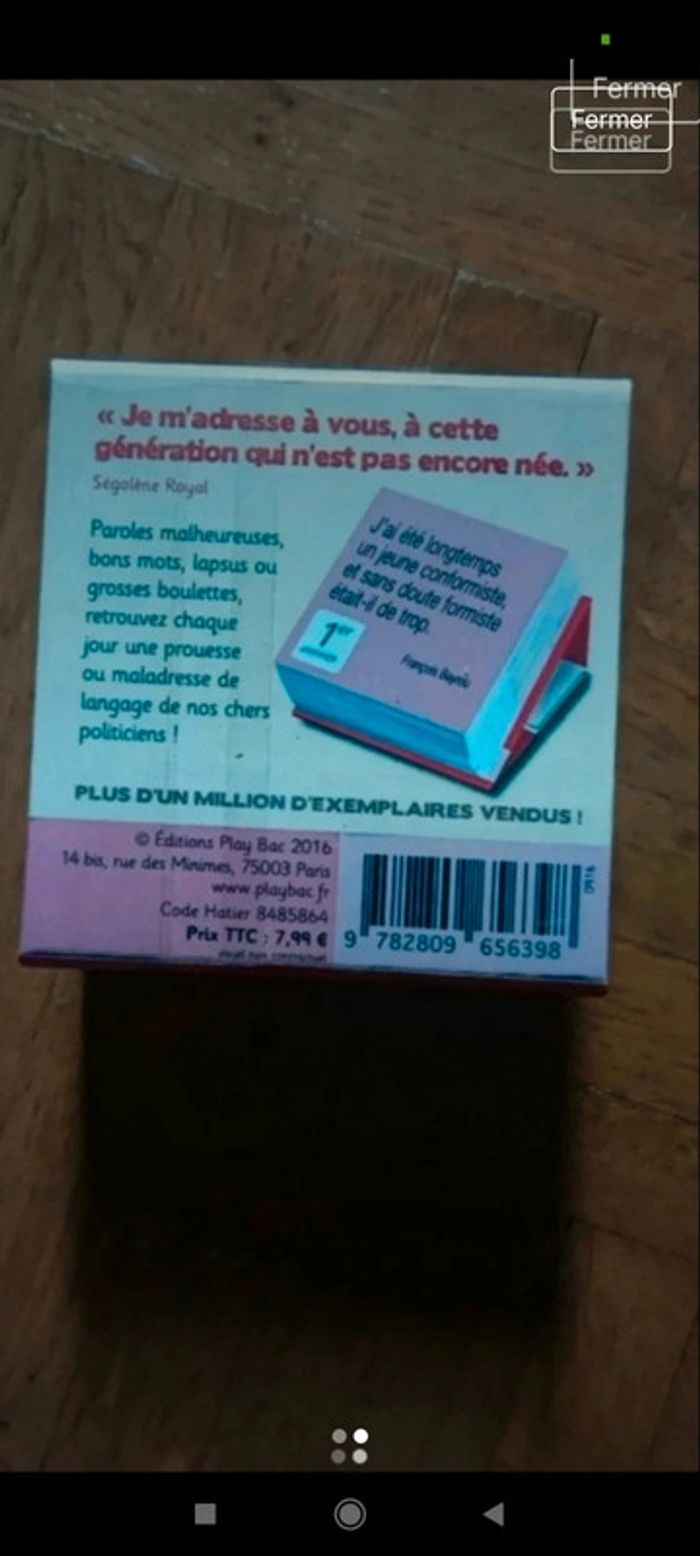 Fermer
Fermer
Fermer
« Je m'adresse à vous, à cette
génération qui n'est pas encore née. »
Ségolène Royal
Paroles malheureuses,
bons mots, lapsus ou
grosses boulettes,
retrouvez chaque
jour une prouesse
ou maladresse de
langage de nos chers
politiciens !
J'ai été longtemps
un jeune conformiste,
et sans doute formiste
était-il de trop.
François Bayrou
1er
PLUS D'UN MILLION D'EXEMPLAIRES VENDUS !
© Éditions Play Bac 2016
14 bis, rue des Minimes, 75003 Paris
www.playbac.fr
Code Hatier 8485864
Prix TTC : 7,99 €
visuel non contractuel
9 782809 656398
0916